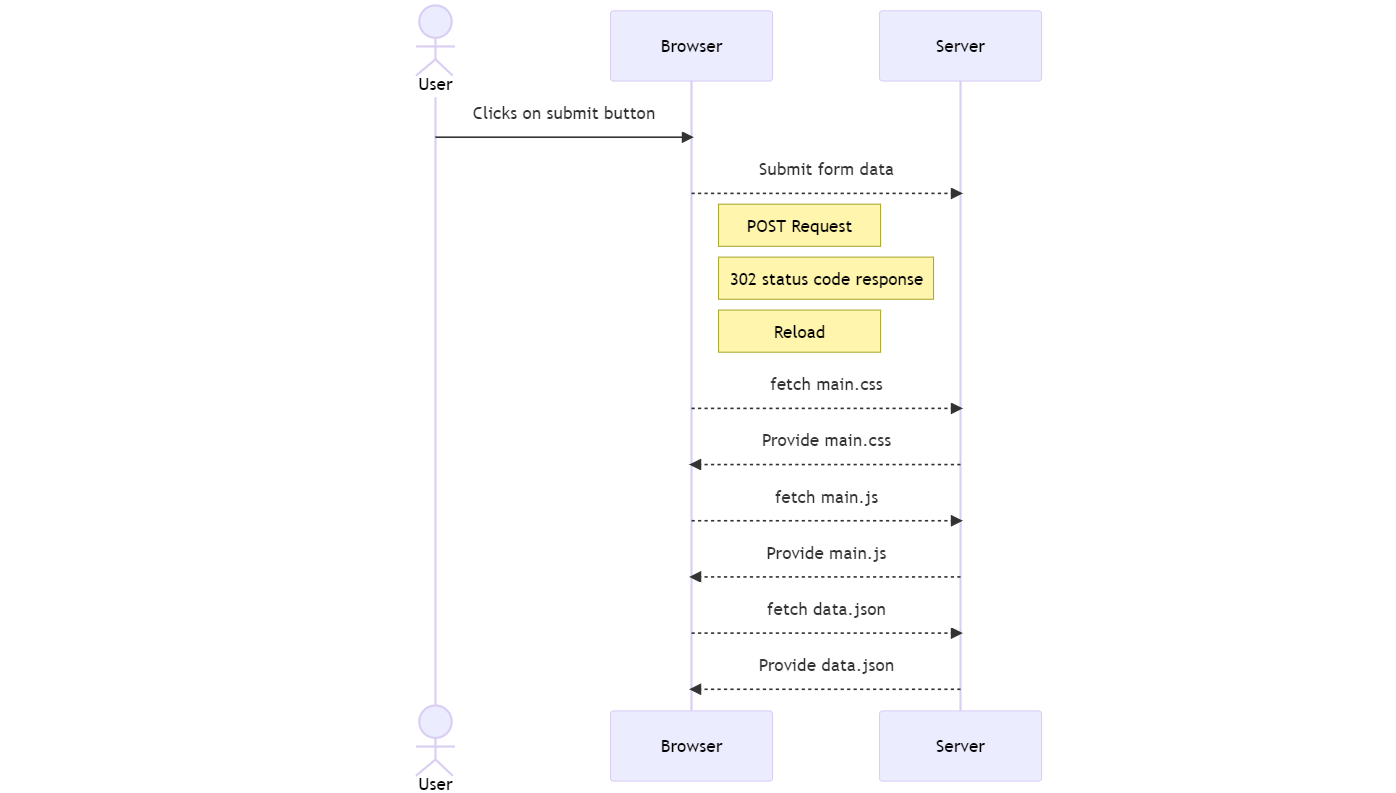 Browser
Server
User
Clicks on submit button
Submit form data
POST Request
302 status code response
Reload
fetch main.css
Provide main.css
fetch main.js
Provide main.js
fetch data.json
Provide data.json
Browser
Server
User